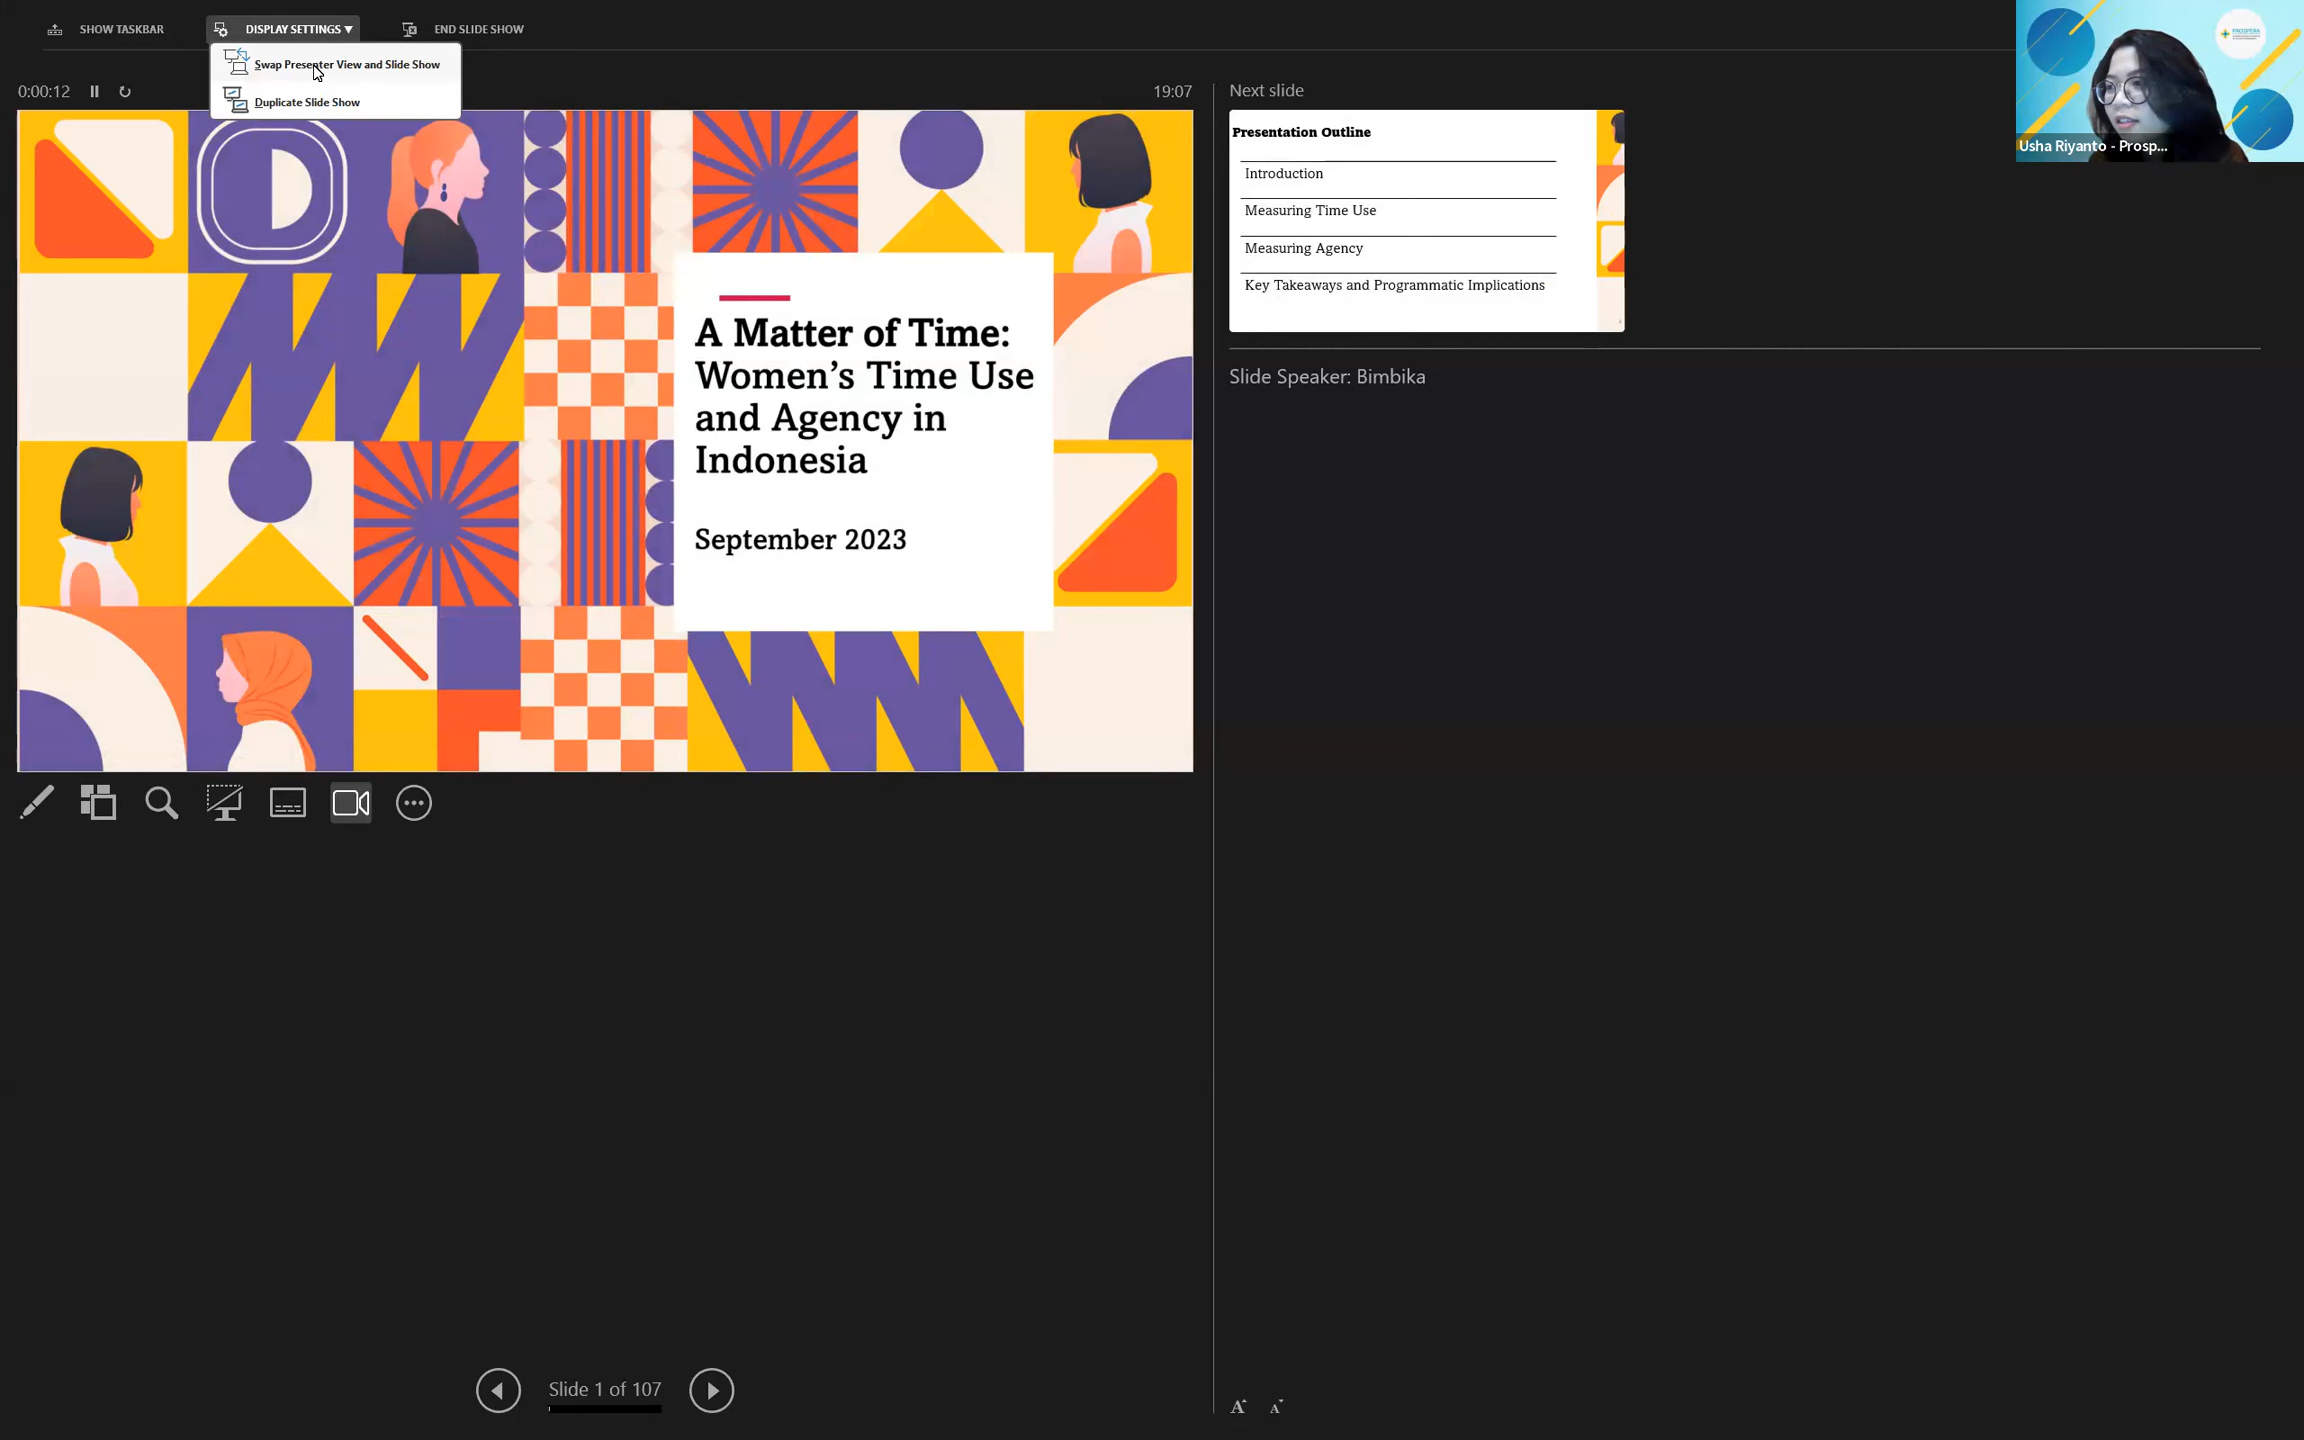 SHOW TASKBAR
DISPLAY SETTINGS ▼
END SLIDE SHOW
Swap Presenter View and Slide Show
Duplicate Slide Show
0:00:12
19:07
A Matter of Time:
Women's Time Use
and Agency in
Indonesia
September 2023
Next slide
Presentation Outline
Introduction
Measuring Time Use
Measuring Agency
Key Takeaways and Programmatic Implications
Slide Speaker: Bimbika
PROSPERA
Usha Riyanto - Prosp...
Slide 1 of 107
A A